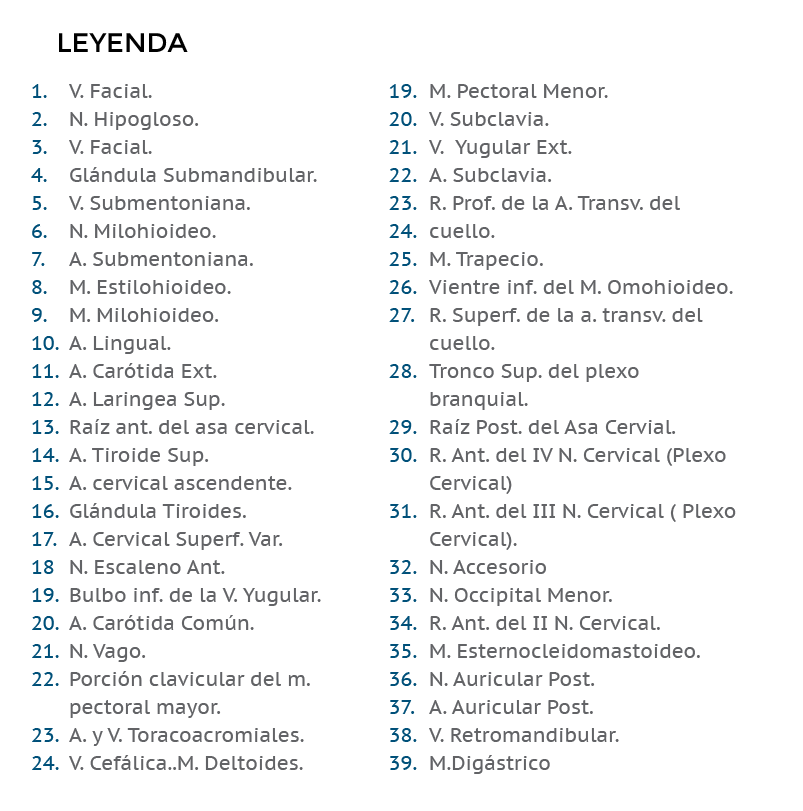 LEYENDA
1. V. Facial.
2. N. Hipogloso.
3. V. Facial.
4. Glándula Submandibular.
5. V. Submentoniana.
6. N. Milohioideo.
7. A. Submentoniana.
8. M. Estilohioideo.
9. M. Milohioideo.
10. A. Lingual.
11. A. Carótida Ext.
12. A. Laringea Sup.
13. Raíz ant. del asa cervical.
14. A. Tiroide Sup.
15. A. cervical ascendente.
16. Glándula Tiroides.
17. A. Cervical Superf. Var.
18 N. Escaleno Ant.
19. Bulbo inf. de la V. Yugular.
20. A. Carótida Común.
21. N. Vago.
22. Porción clavicular del m.
pectoral mayor.
23. A. y V. Toracoacromiales.
24. V. Cefálica..M. Deltoides.
19. M. Pectoral Menor.
20. V. Subclavia.
21. V.  Yugular Ext.
22. A. Subclavia.
23. R. Prof. de la A. Transv. del
24. cuello.
25. M. Trapecio.
26. Vientre inf. del M. Omohioideo.
27. R. Superf. de la a. transv. del
cuello.
28. Tronco Sup. del plexo
branquial.
29. Raíz Post. del Asa Cervial.
30. R. Ant. del IV N. Cervical (Plexo
Cervical)
31. R. Ant. del III N. Cervical ( Plexo
Cervical).
32. N. Accesorio
33. N. Occipital Menor.
34. R. Ant. del II N. Cervical.
35. M. Esternocleidomastoideo.
36. N. Auricular Post.
37. A. Auricular Post.
38. V. Retromandibular.
39. M.Digástrico